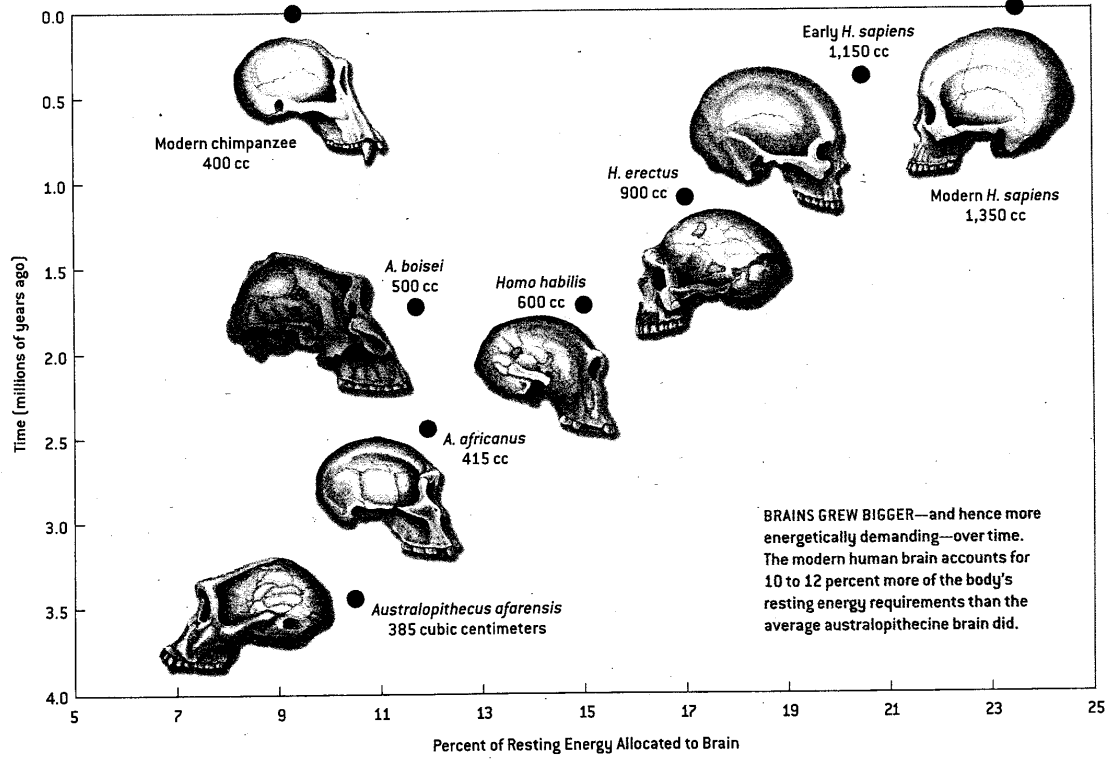 0.0
0.5
1.0
1.5
2.0
2.5
3.0
3.5
4.0
Time (millions of years ago)
Modern chimpanzee
400 cc
Early H. sapiens
1,150 cc
Modern H. sapiens
1,350 cc
H. erectus
900 cc
A. boisei
500 cc
Homo habilis
600 cc
A. africanus
415 cc
Australopithecus afarensis
385 cubic centimeters
BRAINS GREW BIGGER—and hence more
energetically demanding—over time.
The modern human brain accounts for
10 to 12 percent more of the body's
resting energy requirements than the
average australopithecine brain did.
5 7 9 11 13 15 17 19 21 23 25
Percent of Resting Energy Allocated to Brain